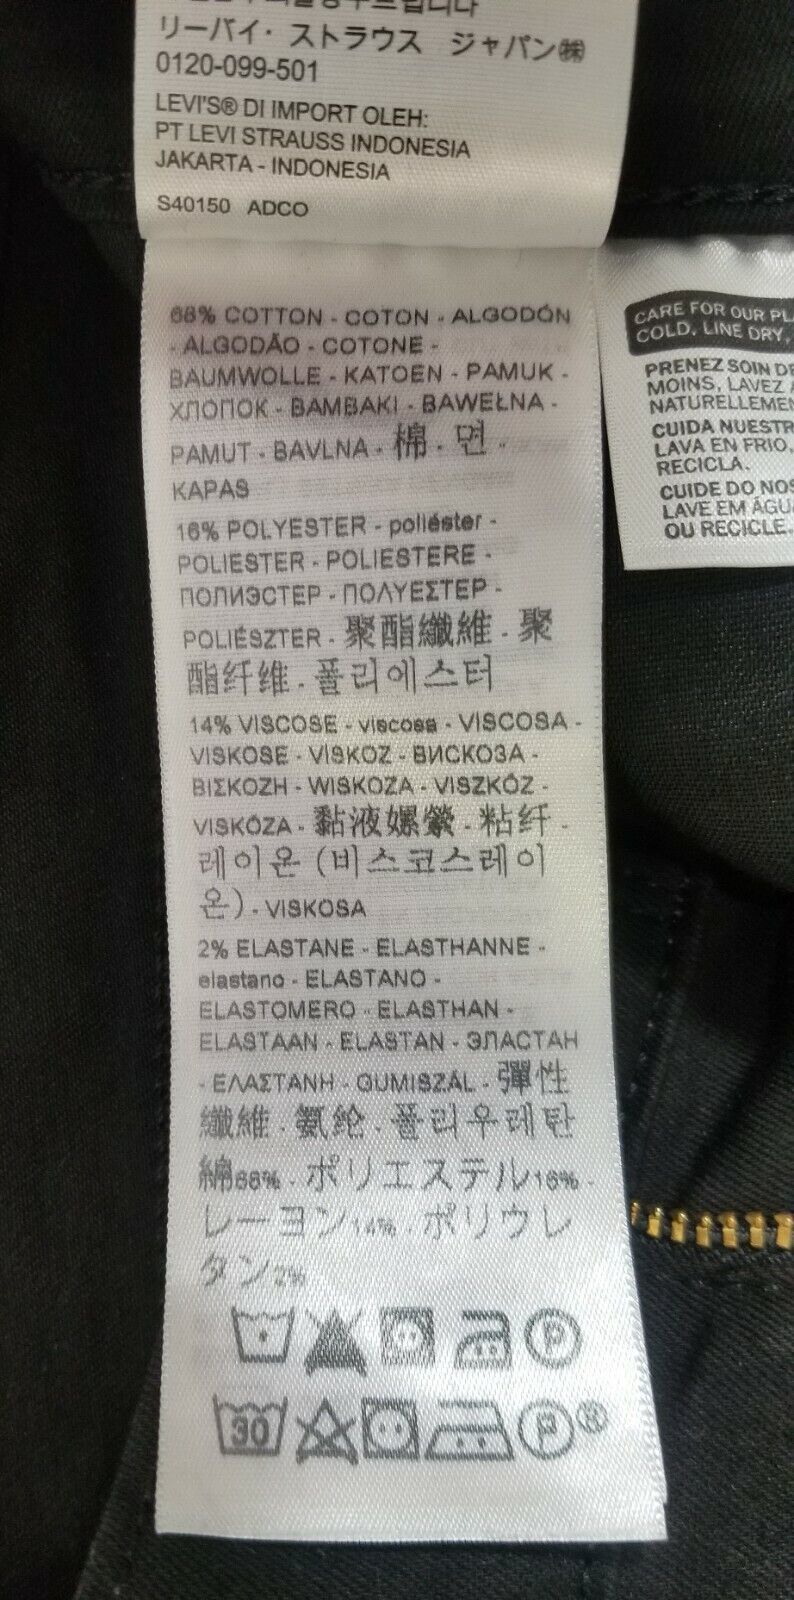 リーバイ・ストラウス ジャパン㈱
0120-099-501
LEVI'S® DI IMPORT OLEH:
PT LEVI STRAUSS INDONESIA
JAKARTA - INDONESIA
S40150 ADCO
68% COTTON - COTON - ALGODÓN
- ALGODÃO - COTONE -
BAUMWOLLE - KATOEN - PAMUK -
ХЛОПОК - ΒΑΜΒΑΚΙ - BAWEŁNA -
PAMUT - BAVLNA - 棉 - 면 -
KAPAS
16% POLYESTER - poliéster -
POLIESTER - POLIESTERE -
ПОЛИЭСТЕР - ΠΟΛΥΕΣΤΕΡ -
POLIÉSZTER - 聚酯纖維 - 聚
酯纤维 - 폴리에스터
14% VISCOSE - viscosa - VISCOSA -
VISKOSE - VİSKOZ - ВИСКОЗА -
ΒΙΣΚΟΖΗ - WISKOZA - VISZKÓZ -
VISKÓZA - 黏液嫘縈 - 粘纤 -
레이온 (비스코스레이
온) - VISKOSA
2% ELASTANE - ELASTHANNE -
elastano - ELASTANO -
ELASTOMERO - ELASTHAN -
ELASTAAN - ELASTAN - ЭЛАСТАН
- ΕΛΑΣΤΑΝΗ - GUMISZÁL - 彈性
纖維 - 氨纶 - 폴리우레탄
綿68% - ポリエステル16% -
レーヨン14% - ポリウレ
タン2%
P
30 P ®
CARE FOR OUR
COLD, LINE DRY,
PRENEZ SOIN
MOINS, LAVEZ
CUIDA
LAVA EN FRIO,
RECICLA.
CUIDE DO
LAVE EM
OU RECICLE.